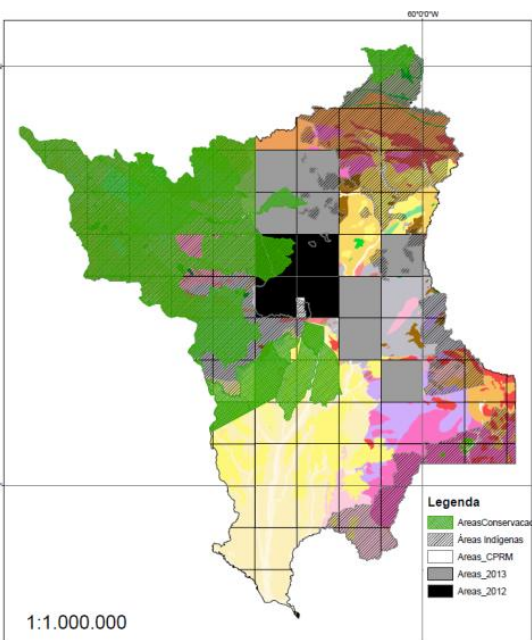 60°0'0"W
Legenda
AreasConservacao
Áreas Indígenas
Areas_CPRM
Areas_2013
Areas_2012
1:1.000.000